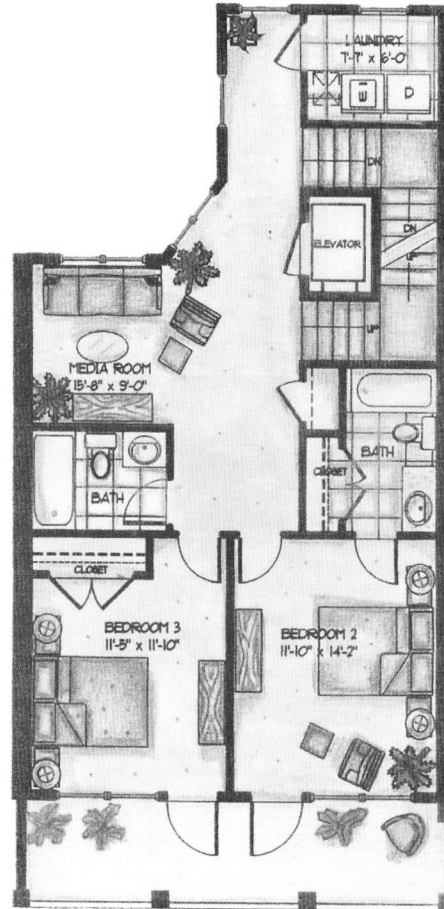 LAUNDRY
7'-7" x 6'-0"
W
D
DN
ELEVATOR
DN
UP
UP
MEDIA ROOM
15'-8" x 9'-0"
BATH
BATH
CLOSET
CLOSET
BEDROOM 3
11'-5" x 11'-10"
BEDROOM 2
11'-10" x 14'-2"